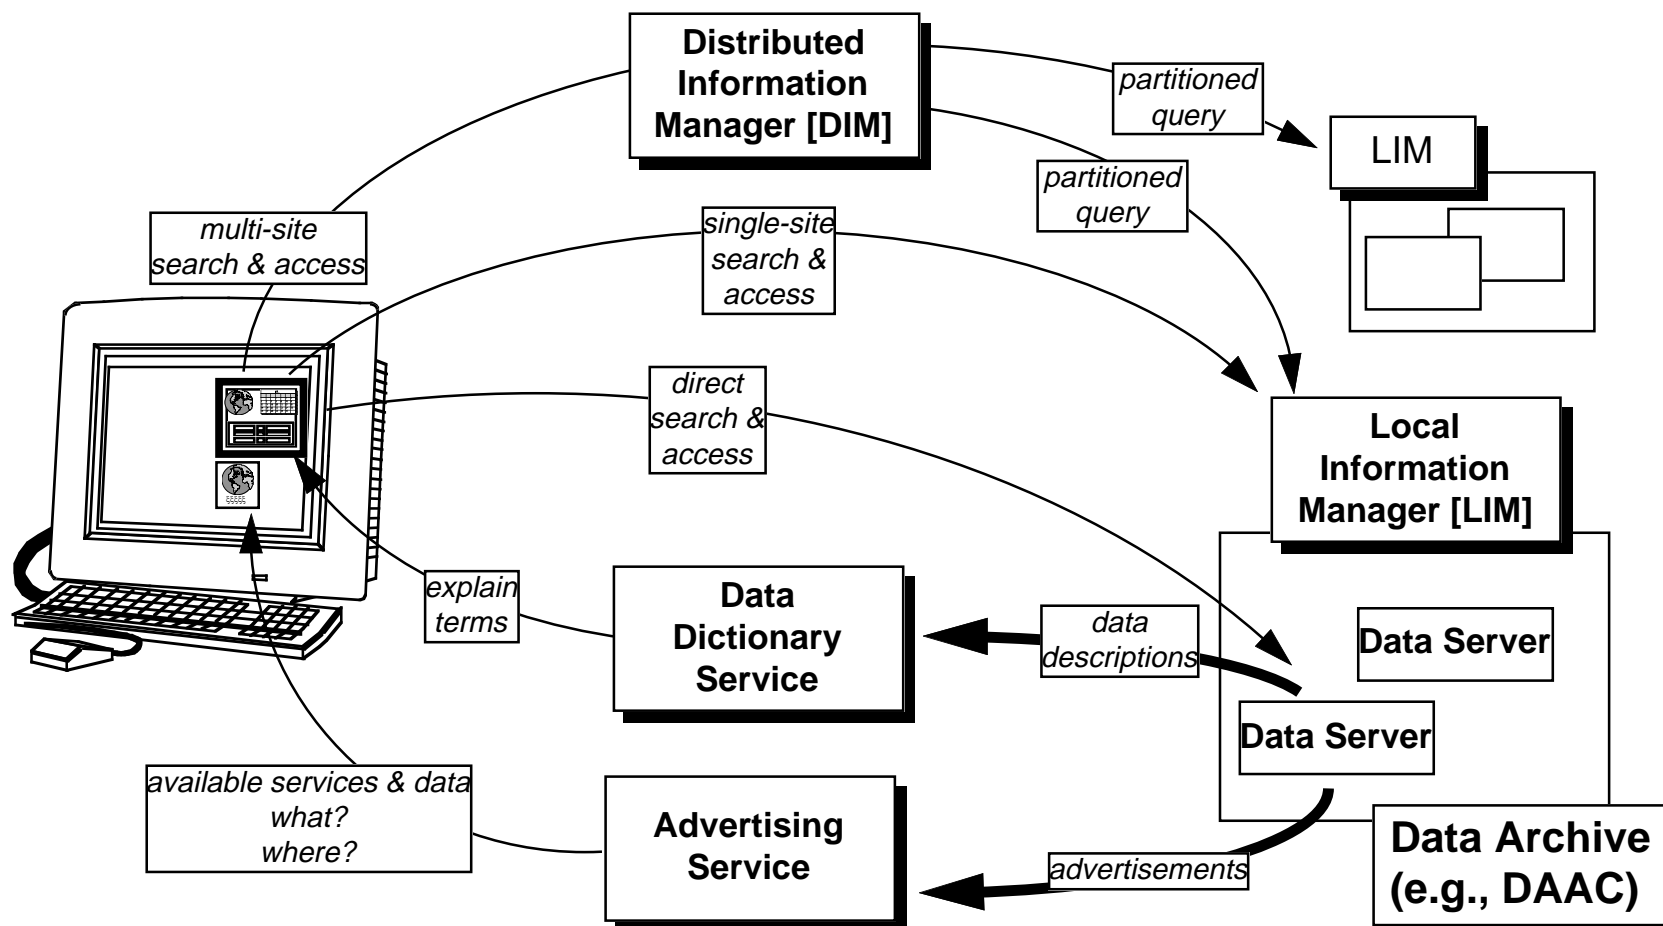 Distributed
Information
Manager [DIM]
partitioned
query
LIM
partitioned
query
multi-site
search & access
single-site
search &
access
direct
search &
access
Local
Information
Manager [LIM]
explain
terms
Data
Dictionary
Service
data
descriptions
Data Server
Data Server
available services & data
what?
where?
Advertising
Service
advertisements
Data Archive
(e.g., DAAC)